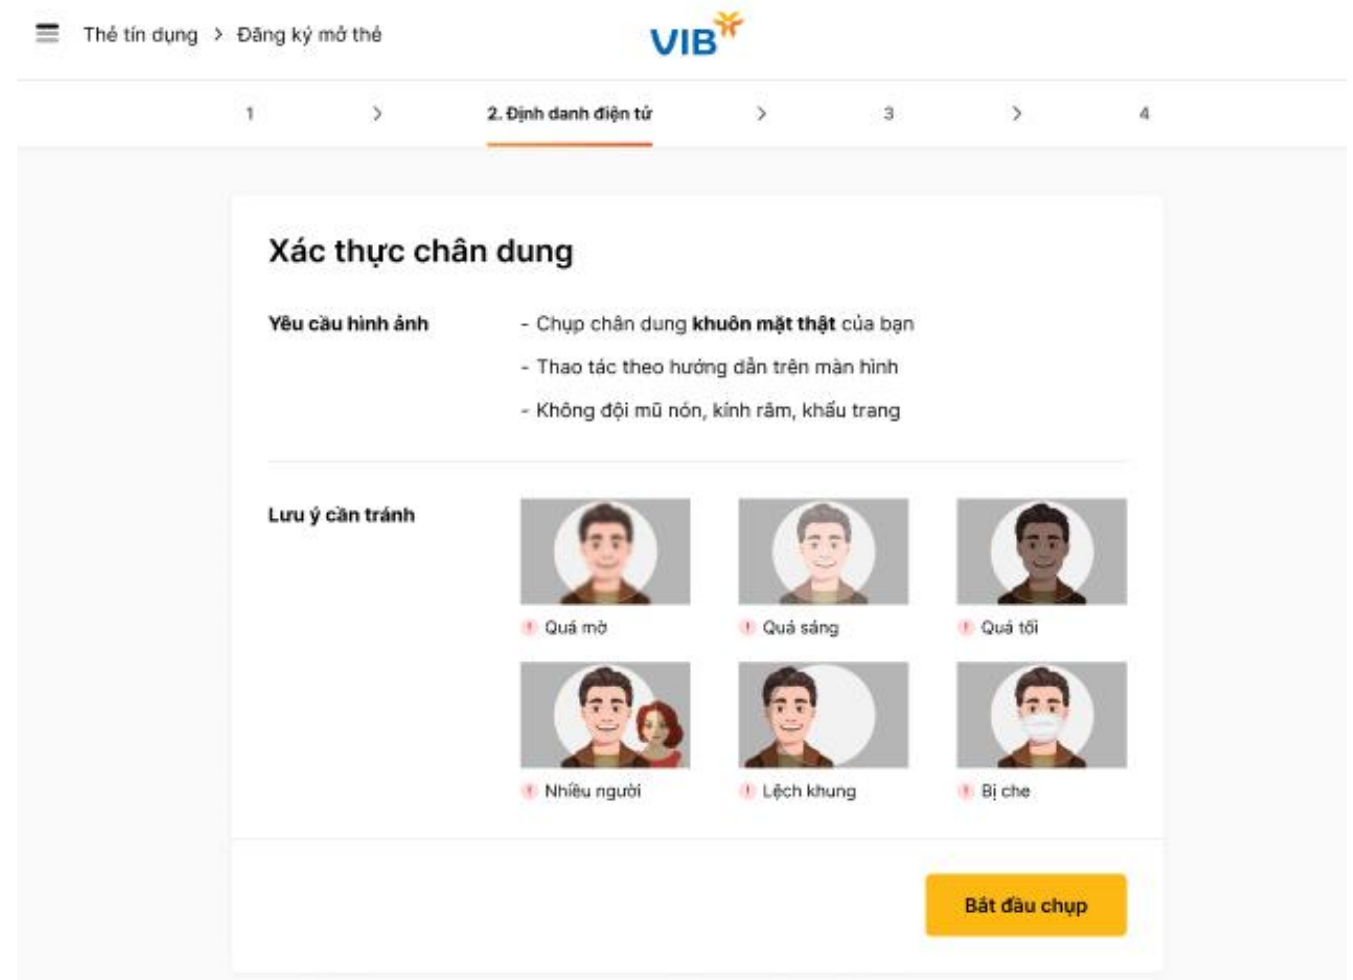 Thẻ tín dụng > Đăng ký mở thẻ
VIB
1 > 2. Định danh điện tử > 3 > 4
Xác thực chân dung
Yêu cầu hình ảnh
- Chụp chân dung khuôn mặt thật của bạn
- Thao tác theo hướng dẫn trên màn hình
- Không đội mũ nón, kính râm, khẩu trang
Lưu ý cần tránh
! Quá mờ
! Quá sáng
! Quá tối
! Nhiều người
! Lệch khung
! Bị che
Bắt đầu chụp